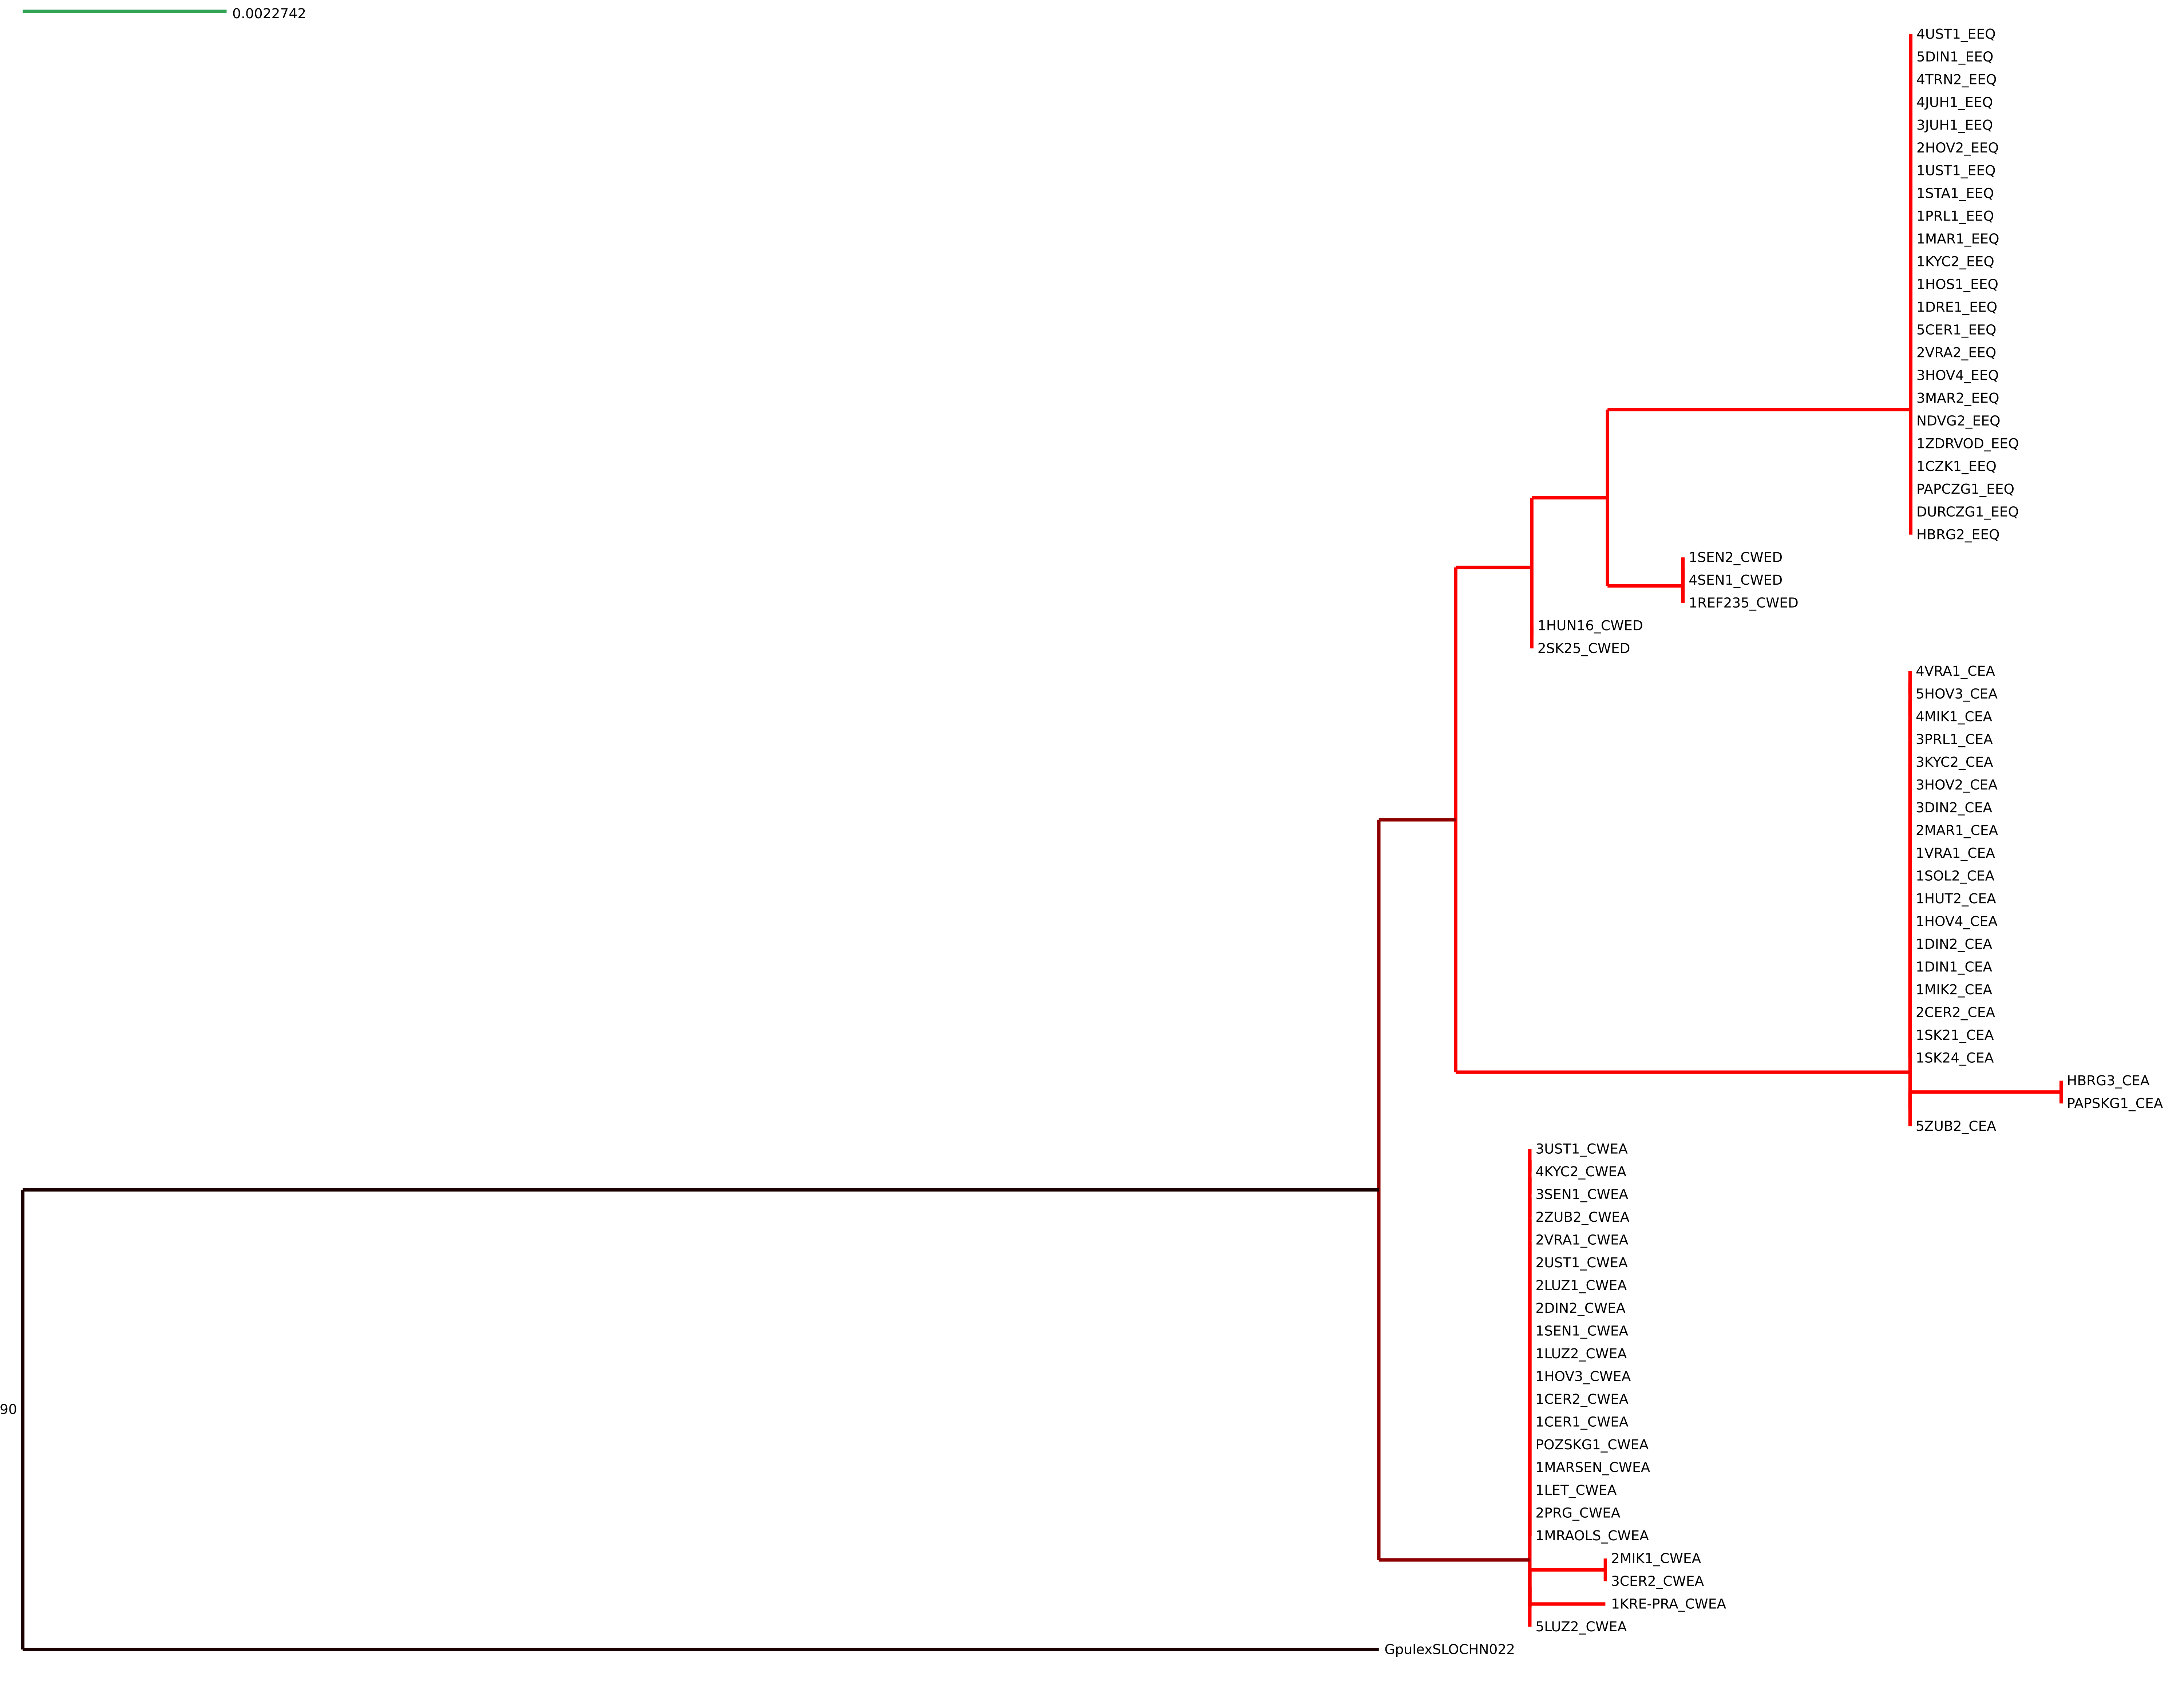 0.0022742
4UST1_EEQ
5DIN1_EEQ
4TRN2_EEQ
4JUH1_EEQ
3JUH1_EEQ
2HOV2_EEQ
1UST1_EEQ
1STA1_EEQ
1PRL1_EEQ
1MAR1_EEQ
1KYC2_EEQ
1HOS1_EEQ
1DRE1_EEQ
5CER1_EEQ
2VRA2_EEQ
3HOV4_EEQ
3MAR2_EEQ
NDVG2_EEQ
1ZDRVOD_EEQ
1CZK1_EEQ
PAPCZG1_EEQ
DURCZG1_EEQ
HBRG2_EEQ
1SEN2_CWED
4SEN1_CWED
1REF235_CWED
1HUN16_CWED
2SK25_CWED
4VRA1_CEA
5HOV3_CEA
4MIK1_CEA
3PRL1_CEA
3KYC2_CEA
3HOV2_CEA
3DIN2_CEA
2MAR1_CEA
1VRA1_CEA
1SOL2_CEA
1HUT2_CEA
1HOV4_CEA
1DIN2_CEA
1DIN1_CEA
1MIK2_CEA
2CER2_CEA
1SK21_CEA
1SK24_CEA
HBRG3_CEA
PAPSKG1_CEA
5ZUB2_CEA
3UST1_CWEA
4KYC2_CWEA
3SEN1_CWEA
2ZUB2_CWEA
2VRA1_CWEA
2UST1_CWEA
2LUZ1_CWEA
2DIN2_CWEA
1SEN1_CWEA
1LUZ2_CWEA
1HOV3_CWEA
1CER2_CWEA
90
1CER1_CWEA
POZSKG1_CWEA
1MARSEN_CWEA
1LET_CWEA
2PRG_CWEA
1MRAOLS_CWEA
2MIK1_CWEA
3CER2_CWEA
1KRE-PRA_CWEA
5LUZ2_CWEA
GpulexSLOCHN022